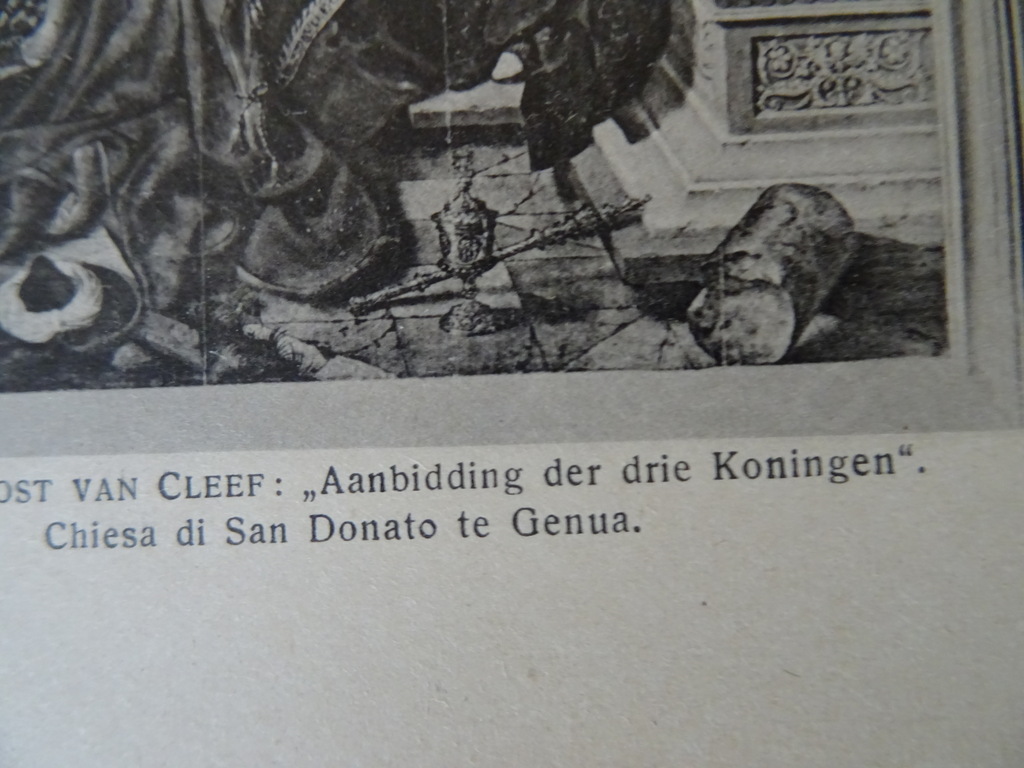 OST VAN CLEEF: „Aanbidding der drie Koningen“.
Chiesa di San Donato te Genua.